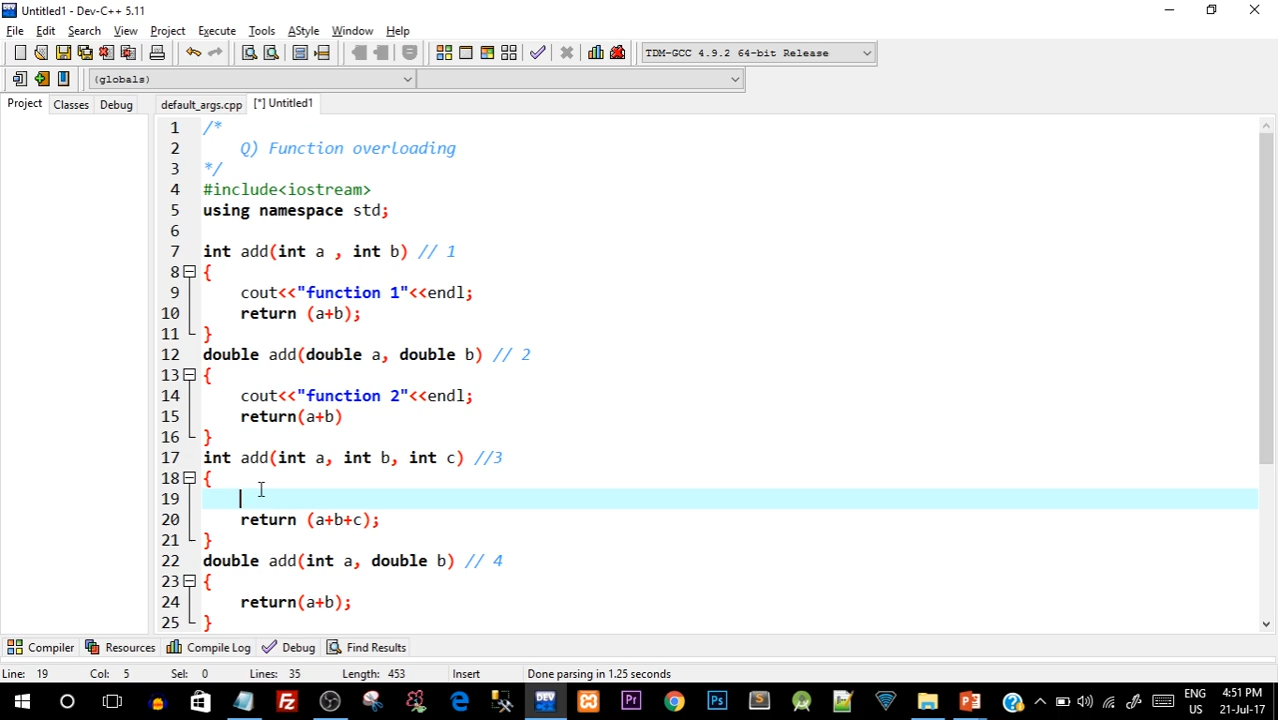 Untitled1 - Dev-C++ 5.11
File Edit Search View Project Execute Tools AStyle Window Help
TDM-GCC 4.9.2 64-bit Release
(globals)
Project Classes Debug default_args.cpp [*] Untitled1
1 /*
2 Q) Function overloading
3 */
4 #include<iostream>
5 using namespace std;
6
7 int add(int a , int b) // 1
8 {
9 cout<<"function 1"<<endl;
10 return (a+b);
11 }
12 double add(double a, double b) // 2
13 {
14 cout<<"function 2"<<endl;
15 return(a+b)
16 }
17 int add(int a, int b, int c) //3
18 {
19
20 return (a+b+c);
21 }
22 double add(int a, double b) // 4
23 {
24 return(a+b);
25 }
Compiler Resources Compile Log Debug Find Results
Line: 19 Col: 5 Sel: 0 Lines: 35 Length: 453 Insert Done parsing in 1.25 seconds
ENG 4:51 PM
US 21-Jul-17